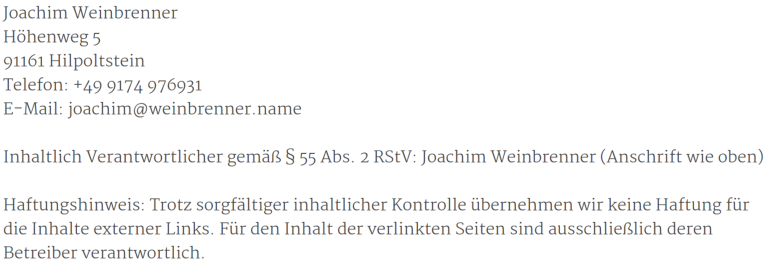 Joachim Weinbrenner
Höhenweg 5
91161 Hilpoltstein
Telefon: +49 9174 976931
E-Mail: joachim@weinbrenner.name
Inhaltlich Verantwortlicher gemäß § 55 Abs. 2 RStV: Joachim Weinbrenner (Anschrift wie oben)
Haftungshinweis: Trotz sorgfältiger inhaltlicher Kontrolle übernehmen wir keine Haftung für
die Inhalte externer Links. Für den Inhalt der verlinkten Seiten sind ausschließlich deren
Betreiber verantwortlich.